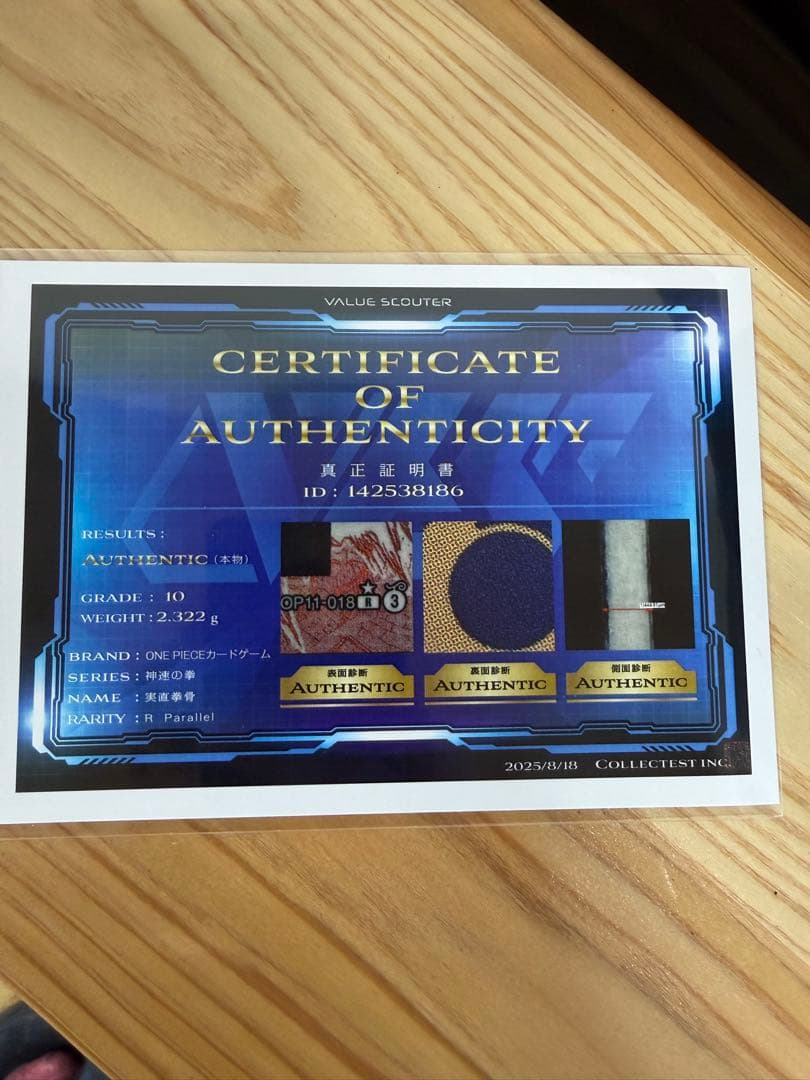 VALUE SCOUTER
CERTIFICATE
OF
AUTHENTICITY
真正証明書
ID : 142538186
RESULTS :
AUTHENTIC (本物)
GRADE : 10
WEIGHT : 2.322 g
BRAND : ONE PIECEカードゲーム
SERIES : 神速の拳
NAME : 実直拳骨
RARITY : R Parallel
OP11-018 R 3
表面診断
AUTHENTIC
裏面診断
AUTHENTIC
側面診断
AUTHENTIC
2025/8/18 COLLECTEST INC.